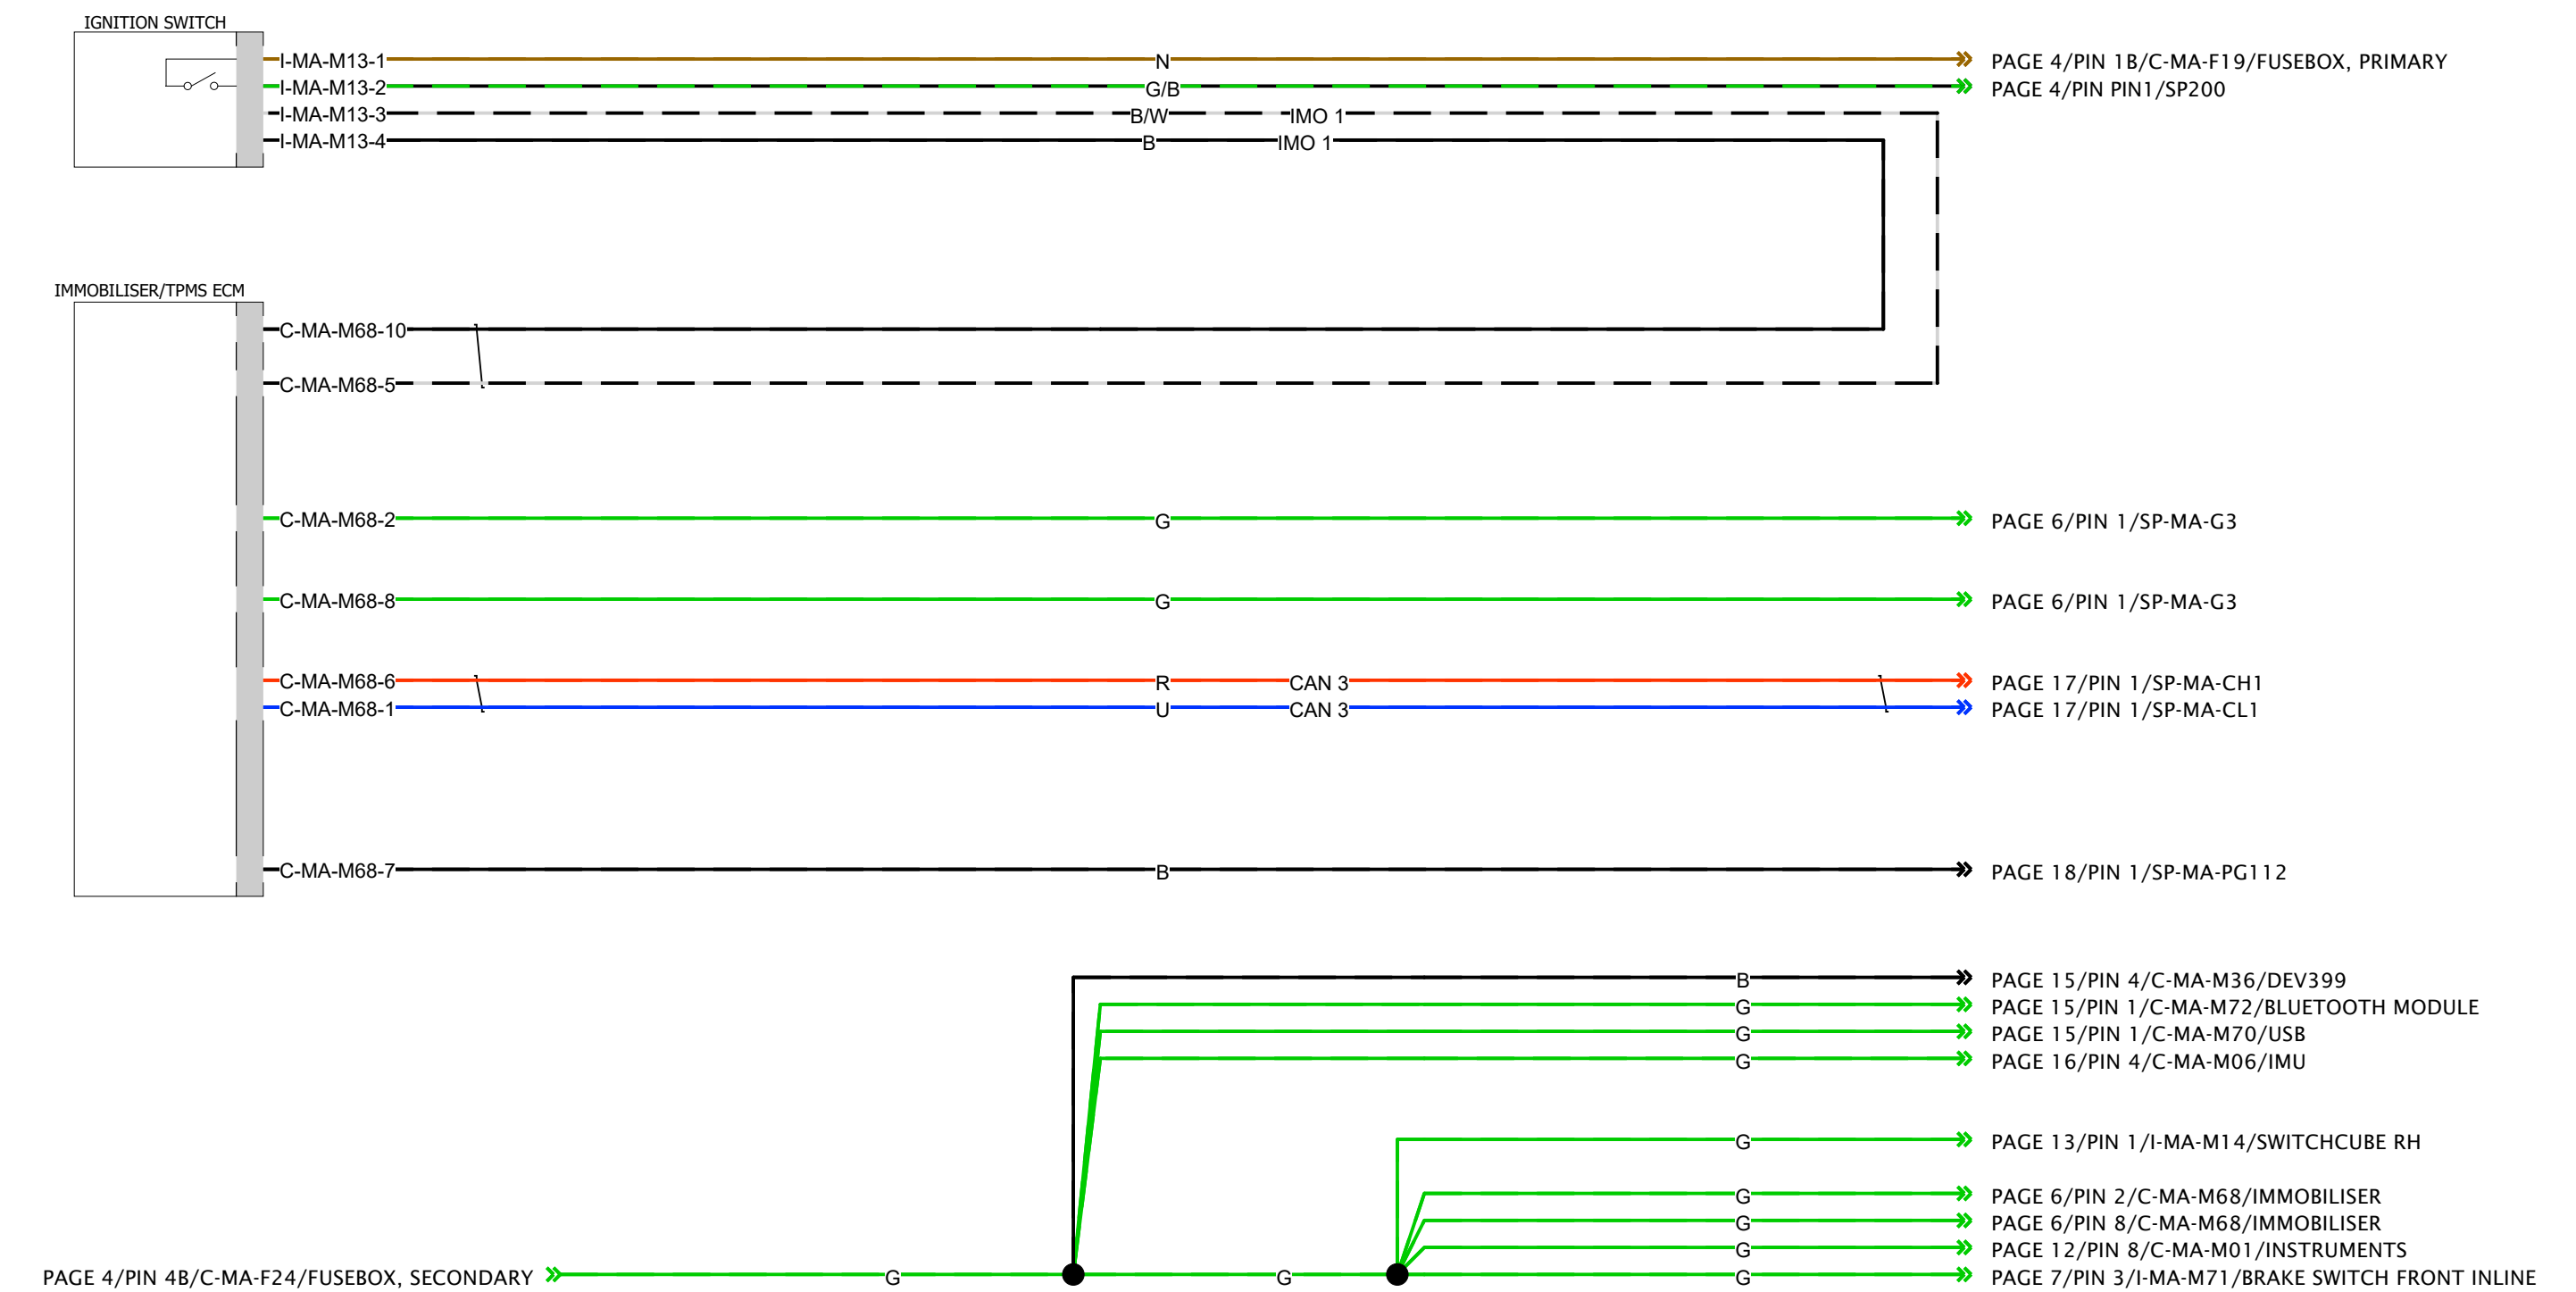 IGNITION SWITCH
I-MA-M13-1 N PAGE 4/PIN 1B/C-MA-F19/FUSEBOX, PRIMARY
I-MA-M13-2 G/B PAGE 4/PIN PIN1/SP200
I-MA-M13-3 B/W IMO 1
I-MA-M13-4 B IMO 1
IMMOBILISER/TPMS ECM
C-MA-M68-10
C-MA-M68-5
C-MA-M68-2 G PAGE 6/PIN 1/SP-MA-G3
C-MA-M68-8 G PAGE 6/PIN 1/SP-MA-G3
C-MA-M68-6 R CAN 3 PAGE 17/PIN 1/SP-MA-CH1
C-MA-M68-1 U CAN 3 PAGE 17/PIN 1/SP-MA-CL1
C-MA-M68-7 B PAGE 18/PIN 1/SP-MA-PG112
B PAGE 15/PIN 4/C-MA-M36/DEV399
G PAGE 15/PIN 1/C-MA-M72/BLUETOOTH MODULE
G PAGE 15/PIN 1/C-MA-M70/USB
G PAGE 16/PIN 4/C-MA-M06/IMU
G PAGE 13/PIN 1/I-MA-M14/SWITCHCUBE RH
G PAGE 6/PIN 2/C-MA-M68/IMMOBILISER
G PAGE 6/PIN 8/C-MA-M68/IMMOBILISER
G PAGE 12/PIN 8/C-MA-M01/INSTRUMENTS
PAGE 4/PIN 4B/C-MA-F24/FUSEBOX, SECONDARY G G G PAGE 7/PIN 3/I-MA-M71/BRAKE SWITCH FRONT INLINE